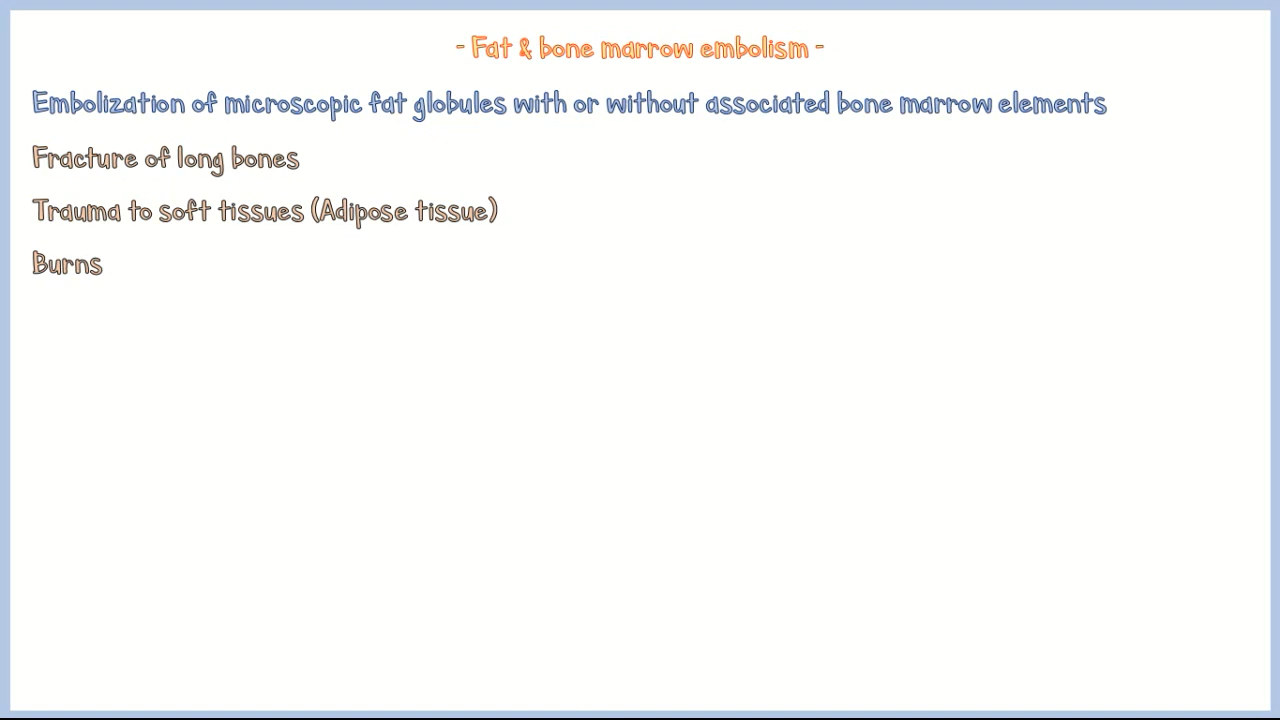 - Fat & bone marrow embolism -
Embolization of microscopic fat globules with or without associated bone marrow elements
Fracture of long bones
Trauma to soft tissues (Adipose tissue)
Burns